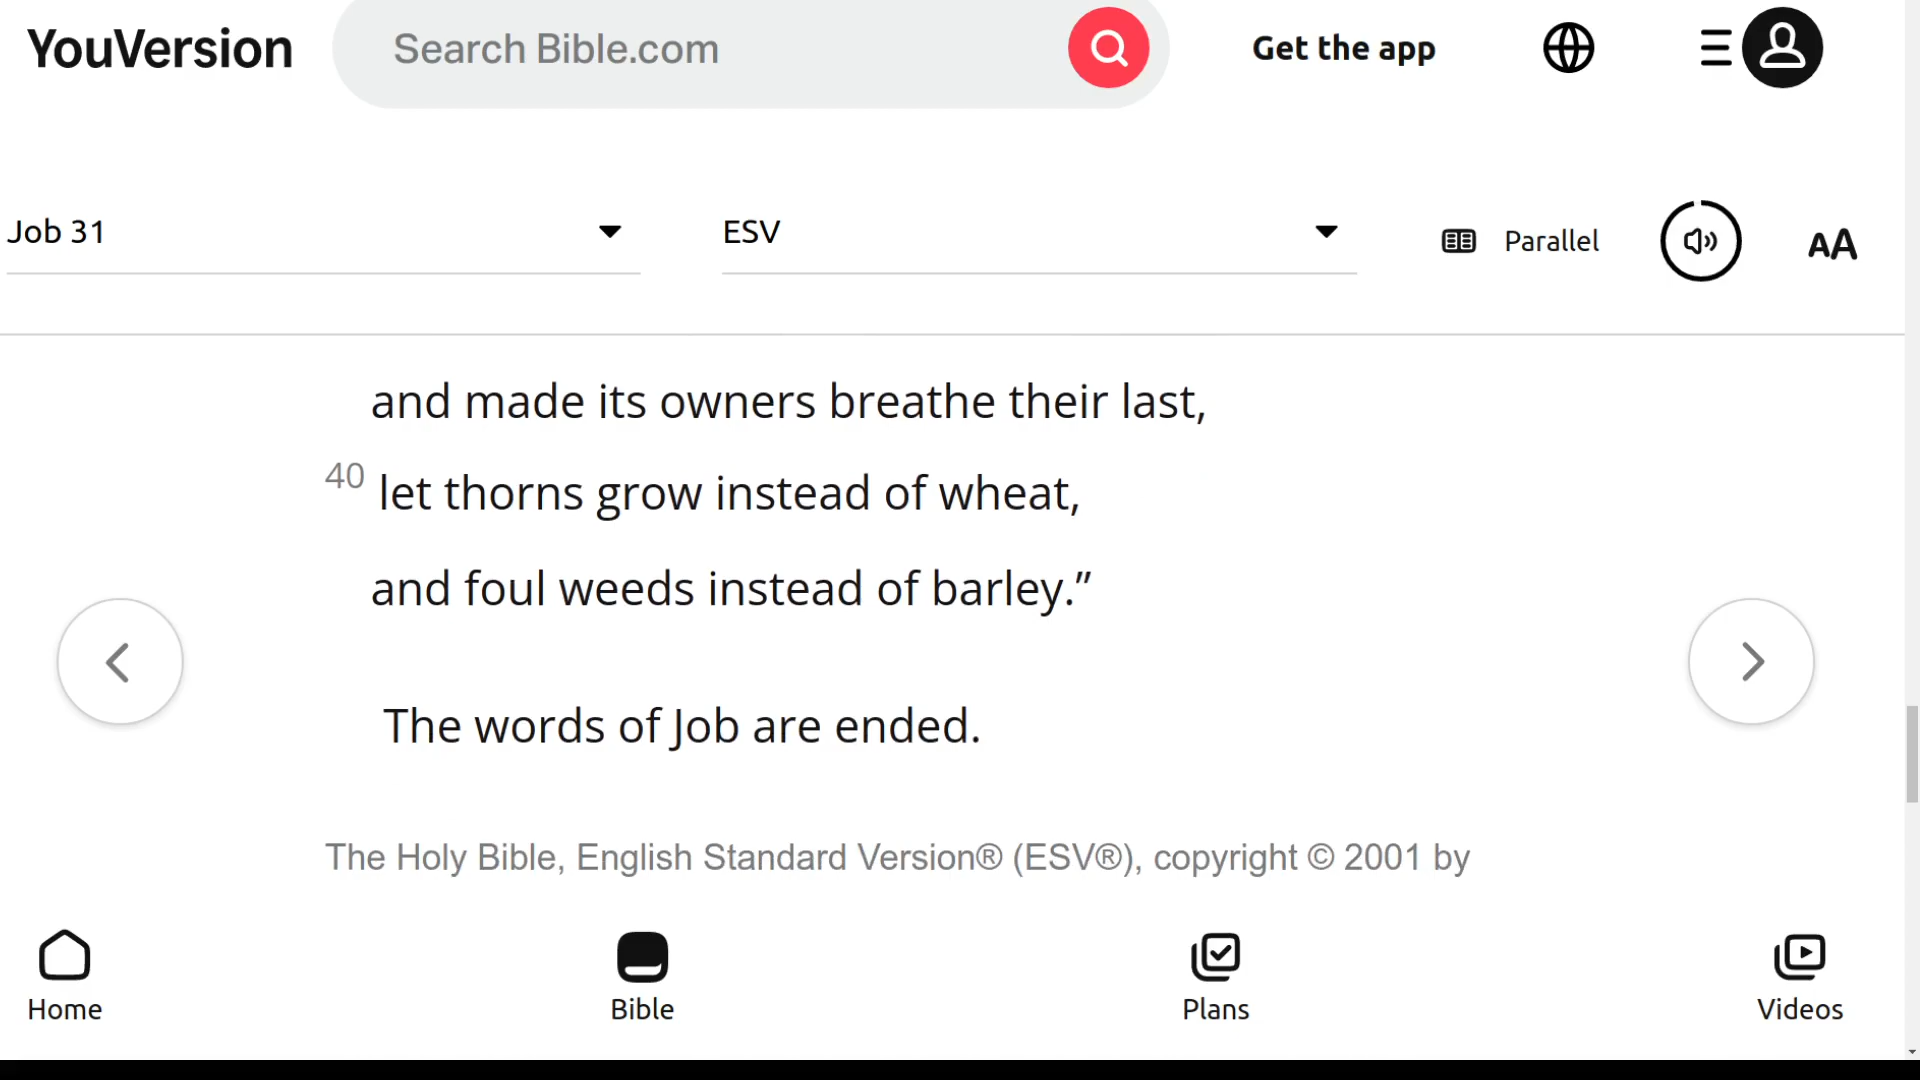 YouVersion
Search Bible.com
Get the app
Job 31
ESV
Parallel
AA
and made its owners breathe their last,
40 let thorns grow instead of wheat,
and foul weeds instead of barley.”
The words of Job are ended.
The Holy Bible, English Standard Version® (ESV®), copyright © 2001 by
Home
Bible
Plans
Videos